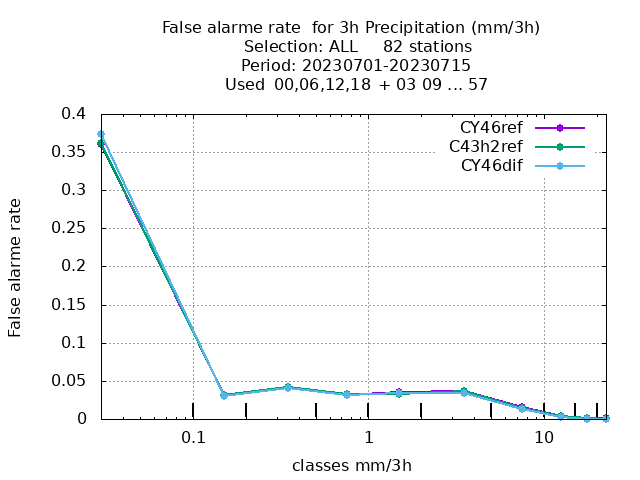 False alarme rate  for 3h Precipitation (mm/3h)
Selection: ALL     82 stations
Period: 20230701-20230715
Used  00,06,12,18  + 03 09 ... 57
CY46ref
C43h2ref
CY46dif
0.4
0.35
0.3
0.25
0.2
0.15
0.1
0.05
0
False alarme rate
0.1
1
10
classes mm/3h